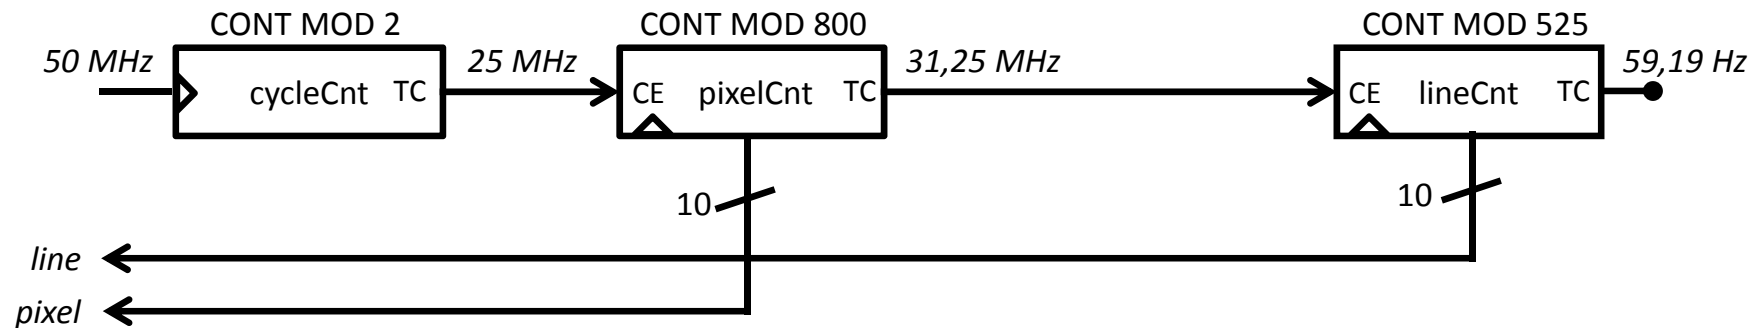 CONT MOD 2
CONT MOD 800
CONT MOD 525
50 MHz
cycleCnt
TC
25 MHz
CE
pixelCnt
TC
31,25 MHz
CE
lineCnt
TC
59,19 Hz
10
10
line
pixel